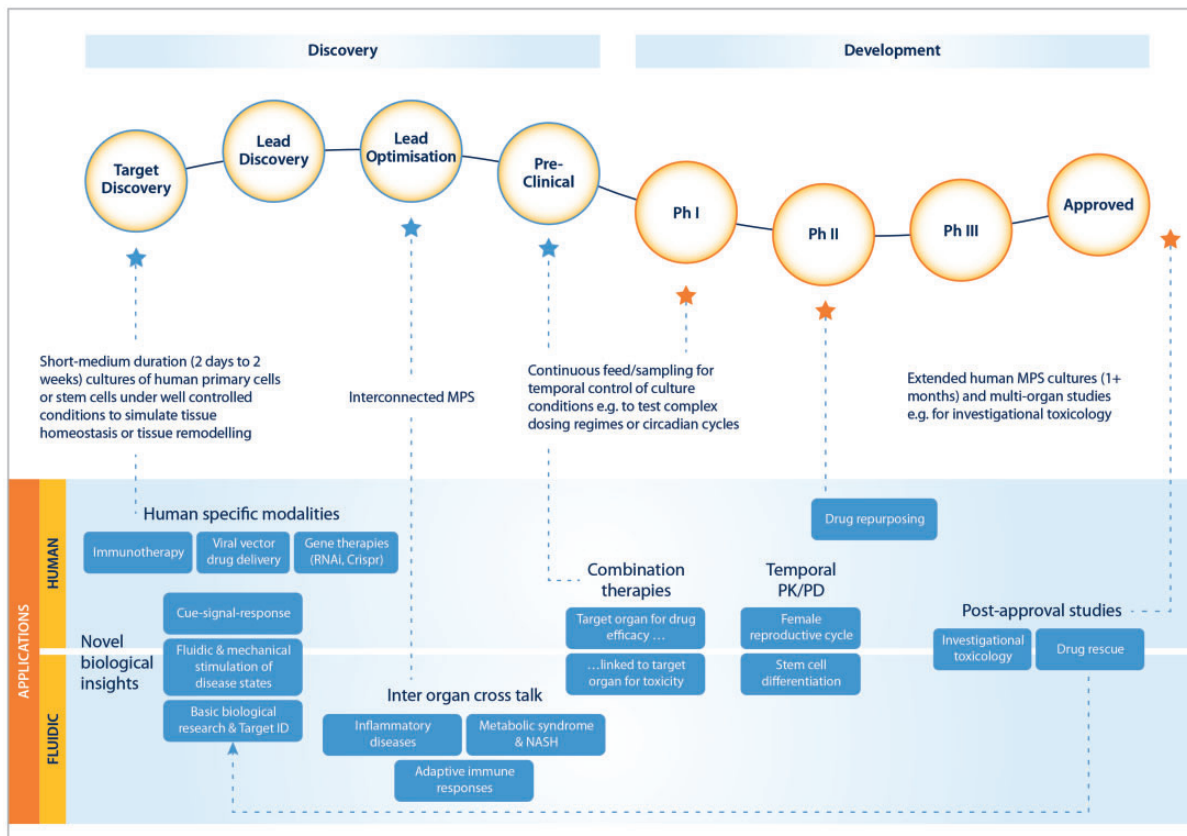 Discovery
Development
Target
Discovery
Lead
Discovery
Lead
Optimisation
Pre-
Clinical
Ph I
Ph II
Ph III
Approved
Short-medium duration (2 days to 2
weeks) cultures of human primary cells
or stem cells under well controlled
conditions to simulate tissue
homeostasis or tissue remodelling
Interconnected MPS
Continuous feed/sampling for
temporal control of culture
conditions e.g. to test complex
dosing regimes or circadian cycles
Extended human MPS cultures (1+
months) and multi-organ studies
e.g. for investigational toxicology
APPLICATIONS
HUMAN
FLUIDIC
Human specific modalities
Immunotherapy
Viral vector
drug delivery
Gene therapies
(RNAi, Crispr)
Novel
biological
insights
Cue-signal-response
Fluidic & mechanical
stimulation of
disease states
Basic biological
research & Target ID
Inter organ cross talk
Inflammatory
diseases
Metabolic syndrome
& NASH
Adaptive immune
responses
Combination
therapies
Target organ for drug
efficacy …
…linked to target
organ for toxicity
Drug repurposing
Temporal
PK/PD
Female
reproductive cycle
Stem cell
differentiation
Post-approval studies
Investigational
toxicology
Drug rescue